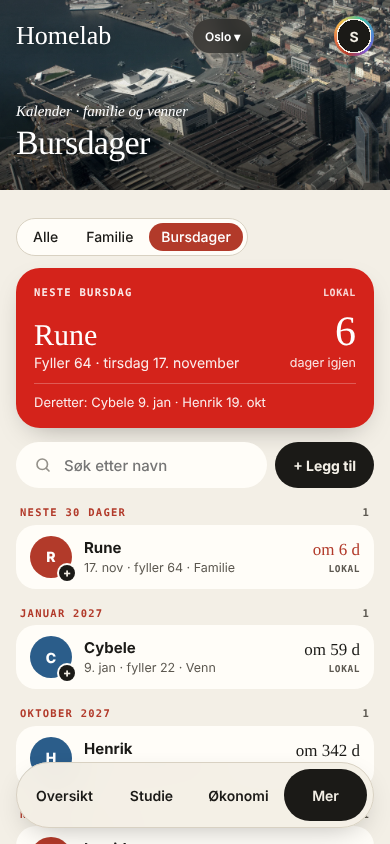 Homelab
Oslo ▾
S
Kalender · familie óg venner
Bursdager
Alle
Familie
Bursdager
NESTE BURSDAG
LOKAL
Rune
6
Fyller 64 · tirsdag 17. november
dager igjen
Deretter: Cybele 9. jan · Henrik 19. okt
Søk etter navn
+ Legg til
NESTE 30 DAGER
1
R
+
Rune
om 6 d
17. nov · fyller 64 · Familie
LOKAL
JANUAR 2027
1
C
+
Cybele
om 59 d
9. jan · fyller 22 · Venn
LOKAL
OKTOBER 2027
1
H
Henrik
om 342 d
Oversikt
Studie
Økonomi
Mer